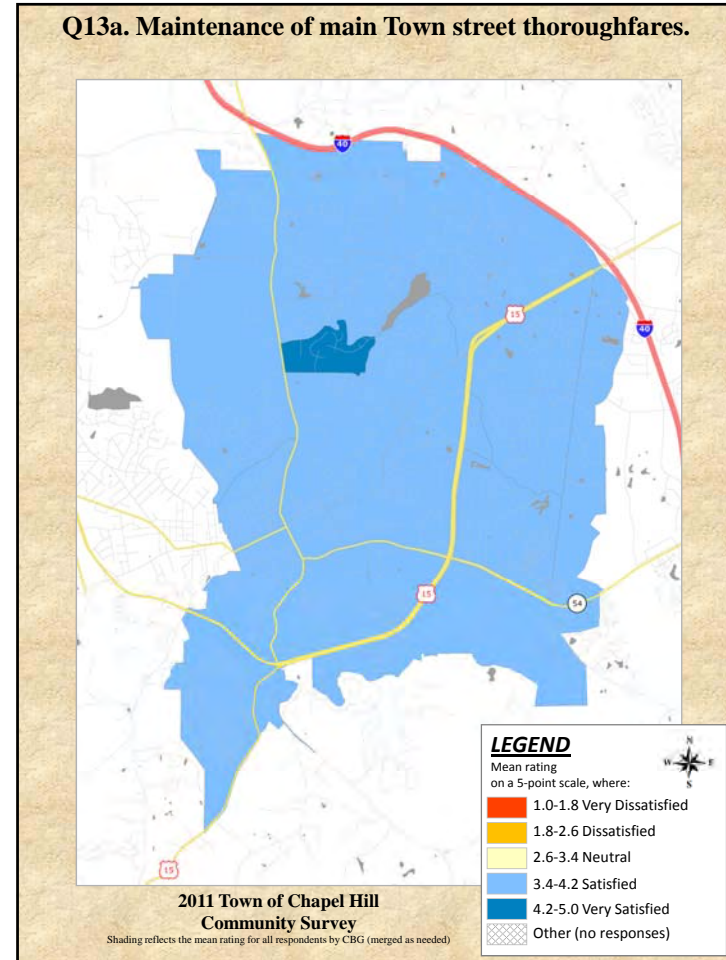 Q13a. Maintenance of main Town street thoroughfares.
40
15
40
15
54
15
LEGEND
Mean rating
on a 5-point scale, where:
N
W E
S
1.0-1.8 Very Dissatisfied
1.8-2.6 Dissatisfied
2.6-3.4 Neutral
3.4-4.2 Satisfied
4.2-5.0 Very Satisfied
Other (no responses)
2011 Town of Chapel Hill
Community Survey
Shading reflects the mean rating for all respondents by CBG (merged as needed)